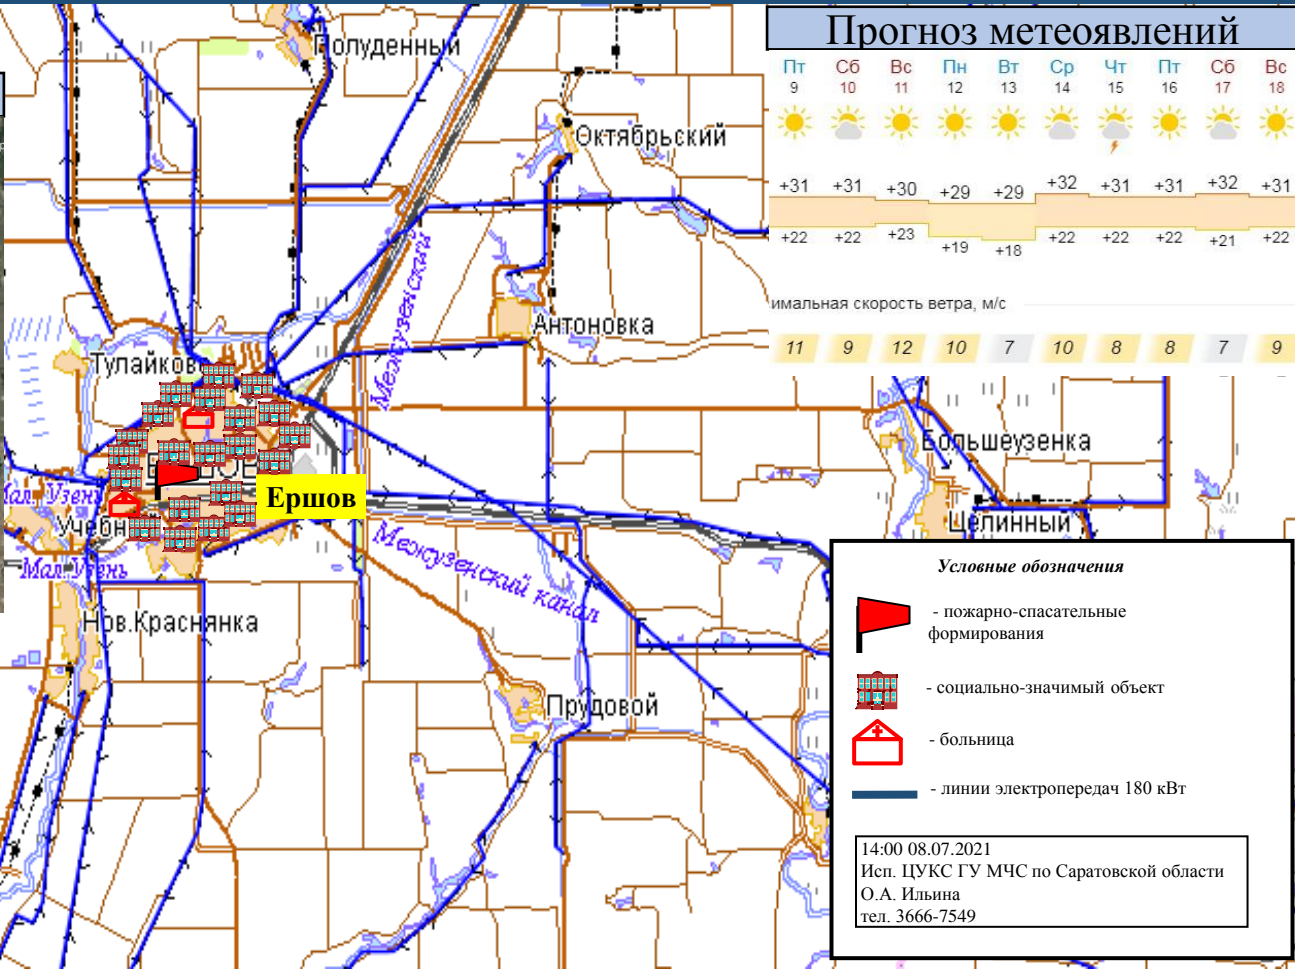 Прогноз метеоявлений
Пт Сб Вс Пн Вт Ср Чт Пт Сб Вс
9 10 11 12 13 14 15 16 17 18
+31 +31 +30 +29 +29 +32 +31 +31 +32 +31
+22 +22 +23 +19 +18 +22 +22 +22 +21 +22
имальная скорость ветра, м/с
11 9 12 10 7 10 8 8 7 9
Полуденный
Октябрьский
Межузенский
Антоновка
Тулайково
Большеузенка
Ершов
Мал. Узень
Учебный
Целинный
Межузенский канал
Мал. Узень
Нов.Краснянка
Прудовой
Условные обозначения
- пожарно-спасательные
формирования
- социально-значимый объект
- больница
- линии электропередач 180 кВт
14:00 08.07.2021
Исп. ЦУКС ГУ МЧС по Саратовской области
О.А. Ильина
тел. 3666-7549